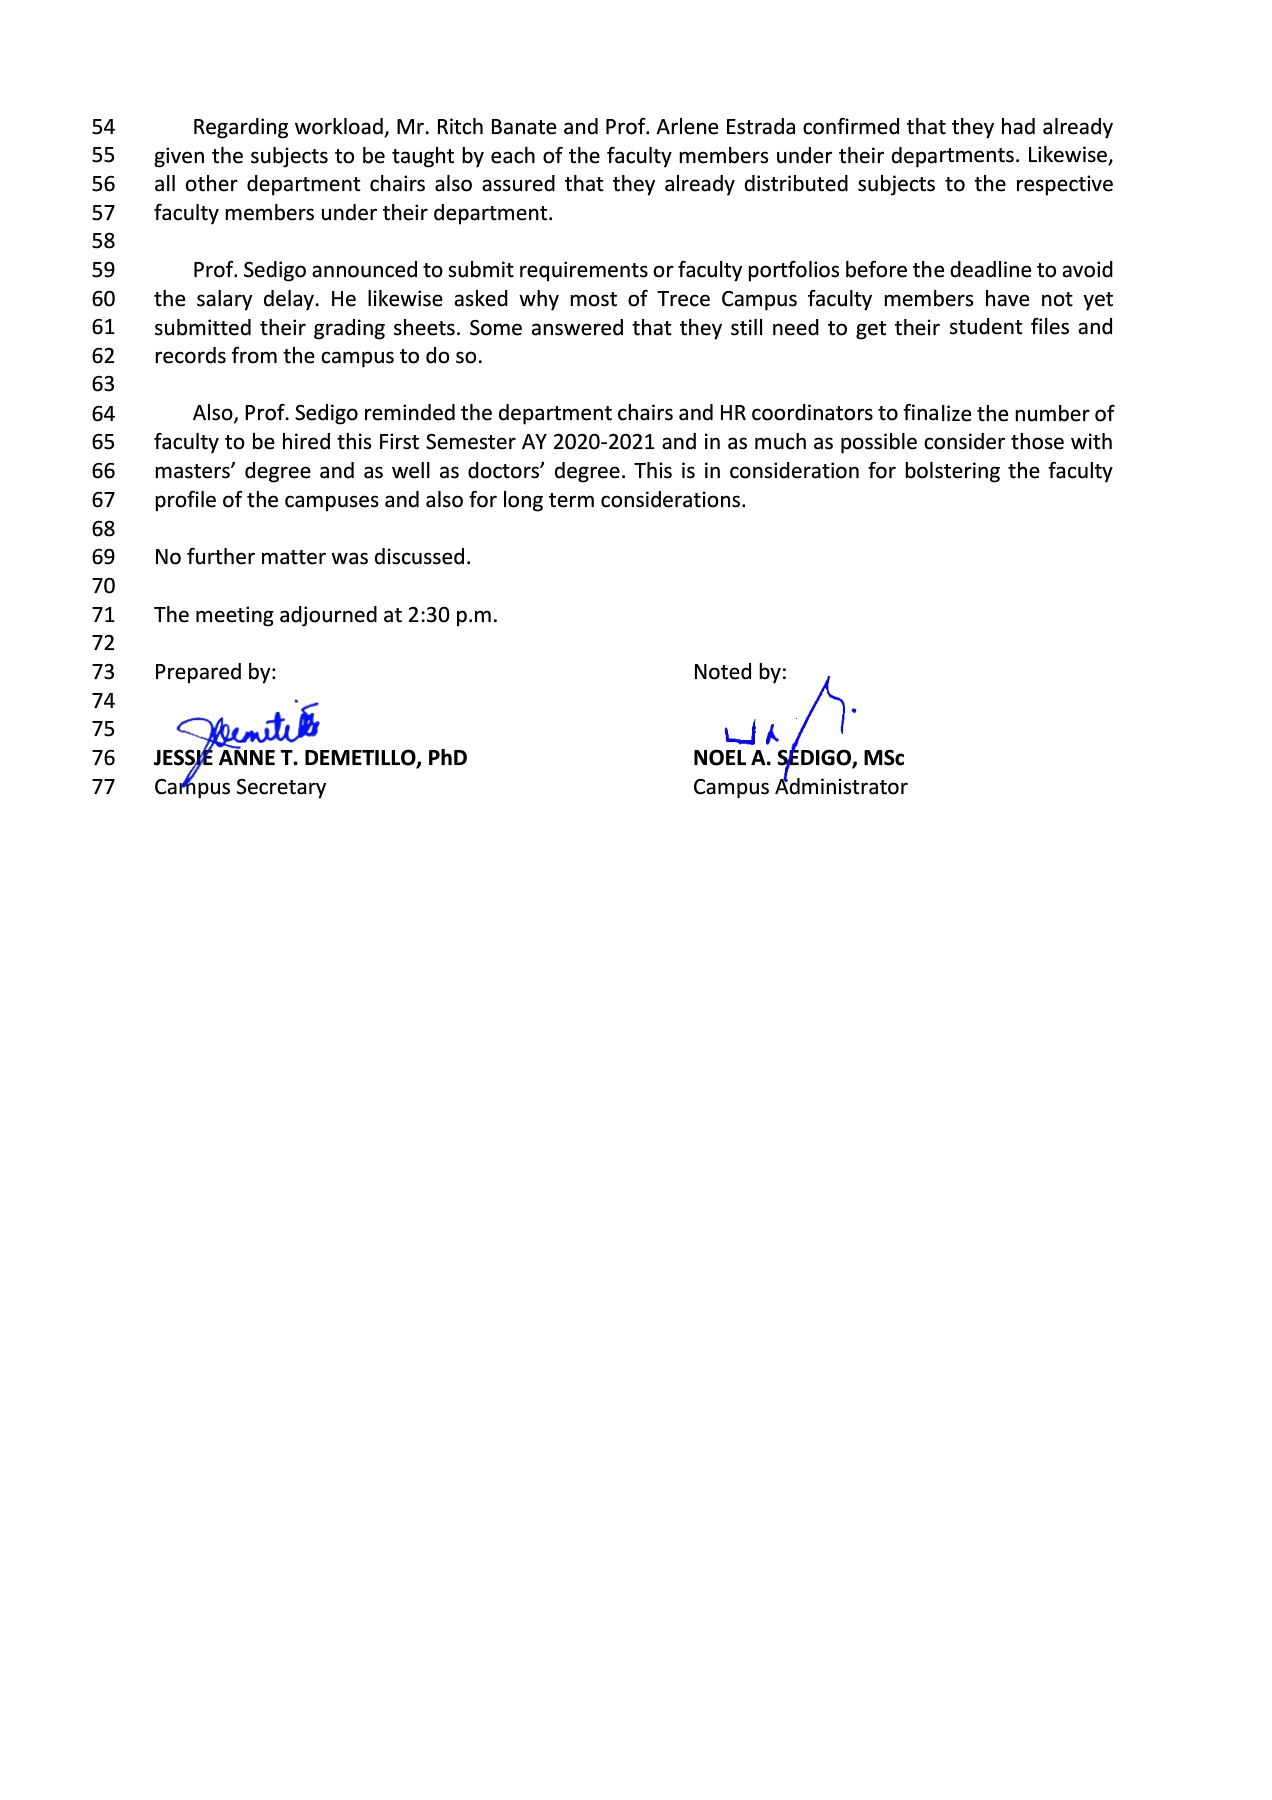 54 Regarding workload, Mr. Ritch Banate and Prof. Arlene Estrada confirmed that they had already
55 given the subjects to be taught by each of the faculty members under their departments. Likewise,
56 all other department chairs also assured that they already distributed subjects to the respective
57 faculty members under their department.
58
59 Prof. Sedigo announced to submit requirements or faculty portfolios before the deadline to avoid
60 the salary delay. He likewise asked why most of Trece Campus faculty members have not yet
61 submitted their grading sheets. Some answered that they still need to get their student files and
62 records from the campus to do so.
63
64 Also, Prof. Sedigo reminded the department chairs and HR coordinators to finalize the number of
65 faculty to be hired this First Semester AY 2020-2021 and in as much as possible consider those with
66 masters’ degree and as well as doctors’ degree. This is in consideration for bolstering the faculty
67 profile of the campuses and also for long term considerations.
68
69 No further matter was discussed.
70
71 The meeting adjourned at 2:30 p.m.
72
73 Prepared by: Noted by:
74
75
76 JESSIE ANNE T. DEMETILLO, PhD NOEL A. SEDIGO, MSc
77 Campus Secretary Campus Administrator